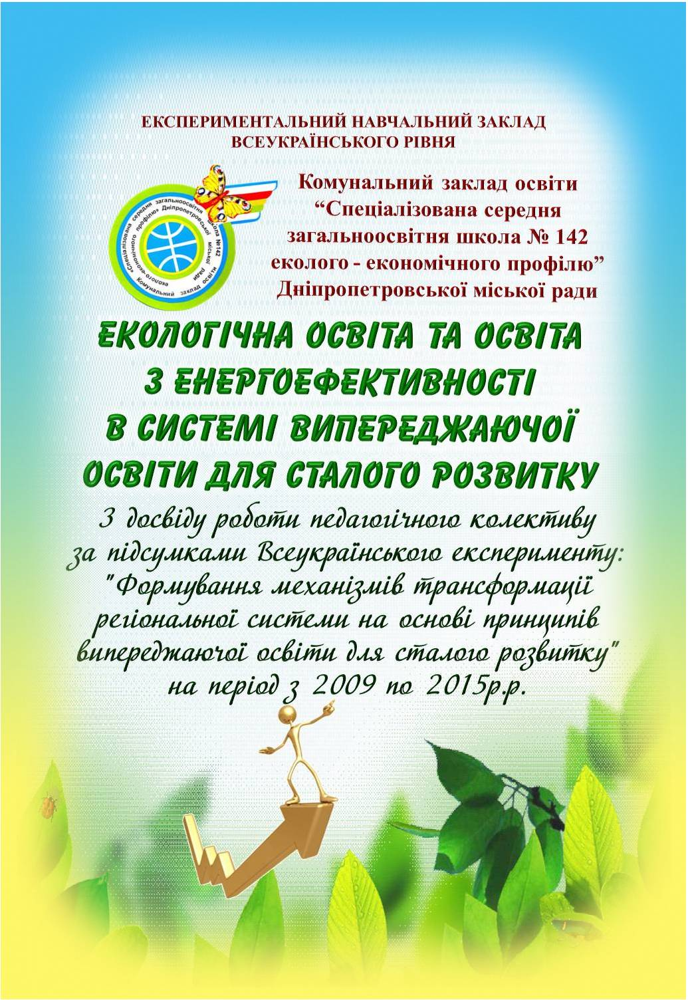 ЕКСПЕРИМЕНТАЛЬНИЙ НАВЧАЛЬНИЙ ЗАКЛАД
ВСЕУКРАЇНСЬКОГО РІВНЯ
Комунальний заклад освіти
“Спеціалізована середня
загальноосвітня школа № 142
еколого - економічного профілю”
Дніпропетровської міської ради
Комунальний заклад освіти
«Спеціалізована середня загальноосвітня школа №142
еколого-економічного профілю» Дніпропетровської міської ради
ЕКОЛОГІЧНА ОСВІТА ТА ОСВІТА
З ЕНЕРГОЕФЕКТИВНОСТІ
В СИСТЕМІ ВИПЕРЕДЖАЮЧОЇ
ОСВІТИ ДЛЯ СТАЛОГО РОЗВИТКУ
З досвіду роботи педагогічного колективу
за підсумками Всеукраїнського експерименту:
"Формування механізмів трансформації
регіональної системи на основі принципів
випереджаючої освіти для сталого розвитку"
на період з 2009 по 2015р.р.